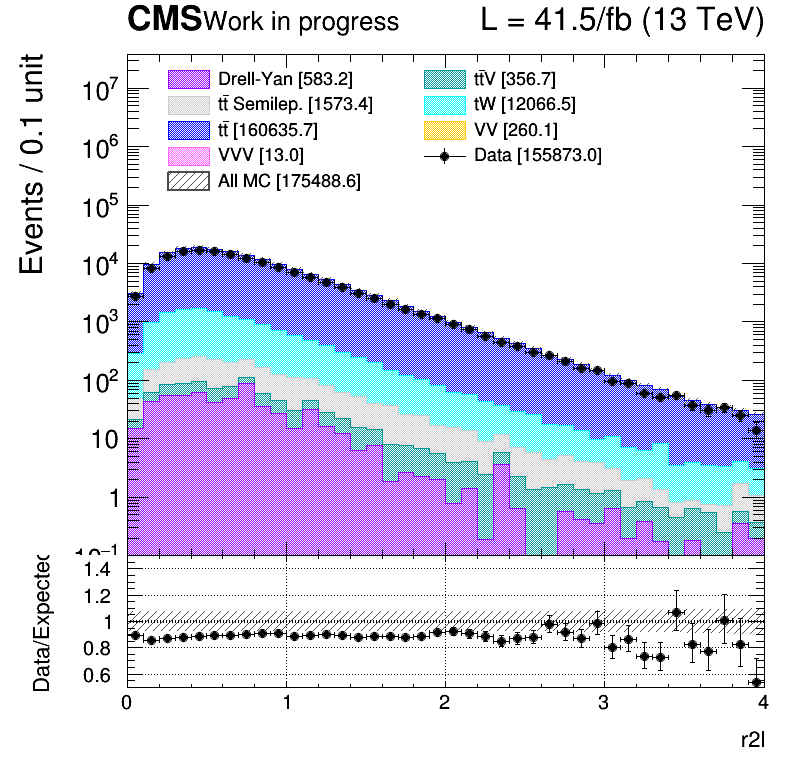 CMS Work in progress L = 41.5/fb (13 TeV)
Events / 0.1 unit
Drell-Yan [583.2] tt̄V [356.7]
tt̄ Semilep. [1573.4] tW [12066.5]
tt̄ [160635.7] VV [260.1]
VVV [13.0] Data [155873.0]
All MC [175488.6]
10⁷
10⁶
10⁵
10⁴
10³
10²
10
1
10⁻¹
Data/Expected
1.4
1.2
1
0.8
0.6
0 1 2 3 4
r2l